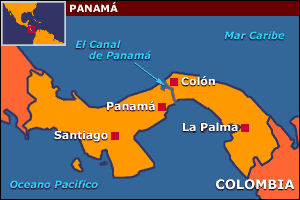 PANAMÁ
Mar Caribe
El Canal
de Panamá
Colón
Panamá
Santiago
La Palma
Oceano Pacifico
COLOMBIA